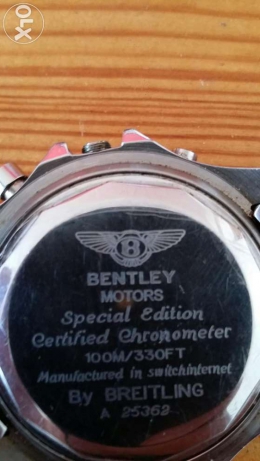 OLX
B
BENTLEY
MOTORS
Special Edition
Certified Chronometer
100M/330FT
Manufactured in switchinternet
By BREITLING
A 25362